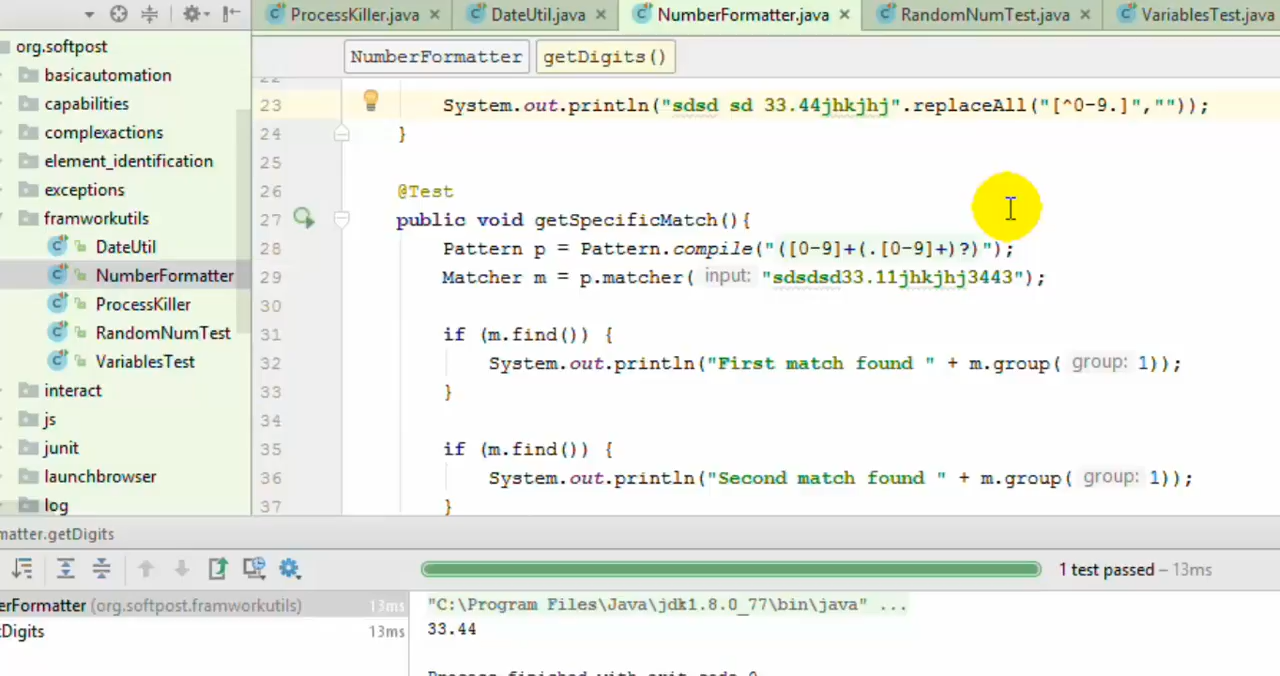 ProcessKiller.java DateUtil.java NumberFormatter.java RandomNumTest.java VariablesTest.java
NumberFormatter getDigits()
org.softpost
basicautomation
capabilities
complexactions
element_identification
exceptions
framworkutils
DateUtil
NumberFormatter
ProcessKiller
RandomNumTest
VariablesTest
interact
js
junit
launchbrowser
log
23 System.out.println("sdsd sd 33.44jhkjhj".replaceAll("[^0-9.]",""));
24 }
25
26 @Test
27 public void getSpecificMatch(){
28 Pattern p = Pattern.compile("([0-9]+(.[0-9]+)?)");
29 Matcher m = p.matcher( input: "sdsdsd33.11jhkjhj3443");
30
31 if (m.find()) {
32 System.out.println("First match found " + m.group( group: 1));
33 }
34
35 if (m.find()) {
36 System.out.println("Second match found " + m.group( group: 1));
37 }
matter.getDigits
1 test passed – 13ms
erFormatter (org.softpost.framworkutils) 13ms
tDigits 13ms
"C:\Program Files\Java\jdk1.8.0_77\bin\java" ...
33.44